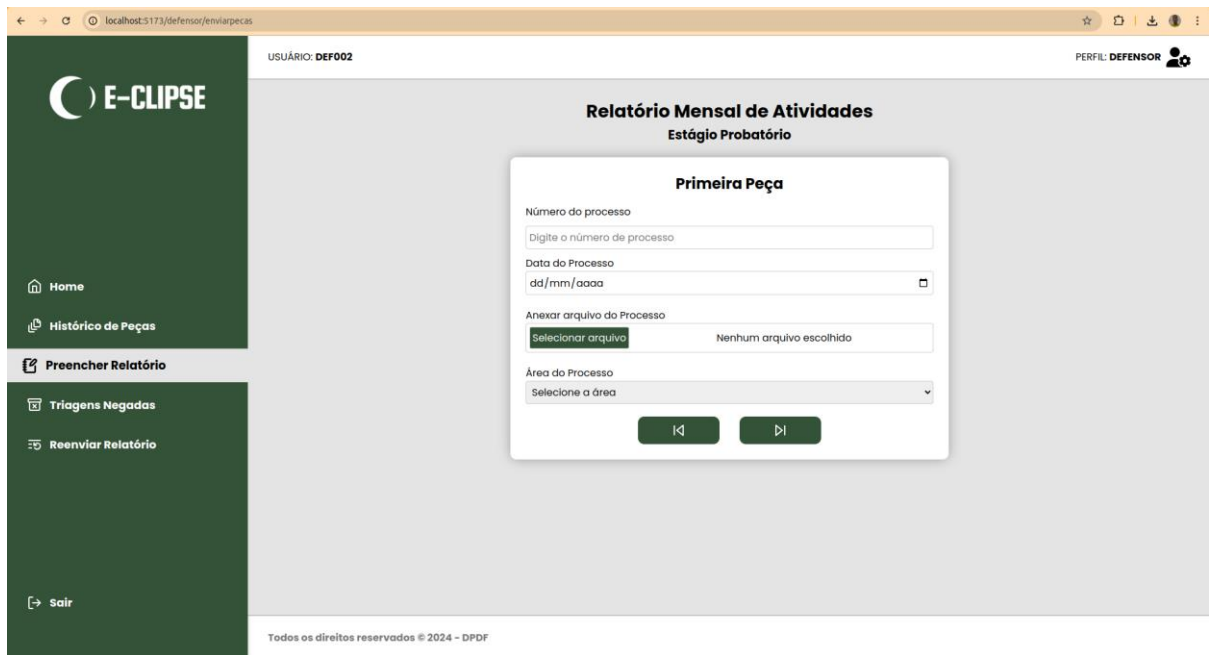 localhost:5173/defensor/enviarpecas
E-CLIPSE
USUÁRIO: DEF002
PERFIL: DEFENSOR
Home
Histórico de Peças
Preencher Relatório
Triagens Negadas
Reenviar Relatório
Sair
Relatório Mensal de Atividades
Estágio Probatório
Primeira Peça
Número do processo
Digite o número de processo
Data do Processo
dd/mm/aaaa
Anexar arquivo do Processo
Selecionar arquivo Nenhum arquivo escolhido
Área do Processo
Selecione a área
Todos os direitos reservados © 2024 - DPDF